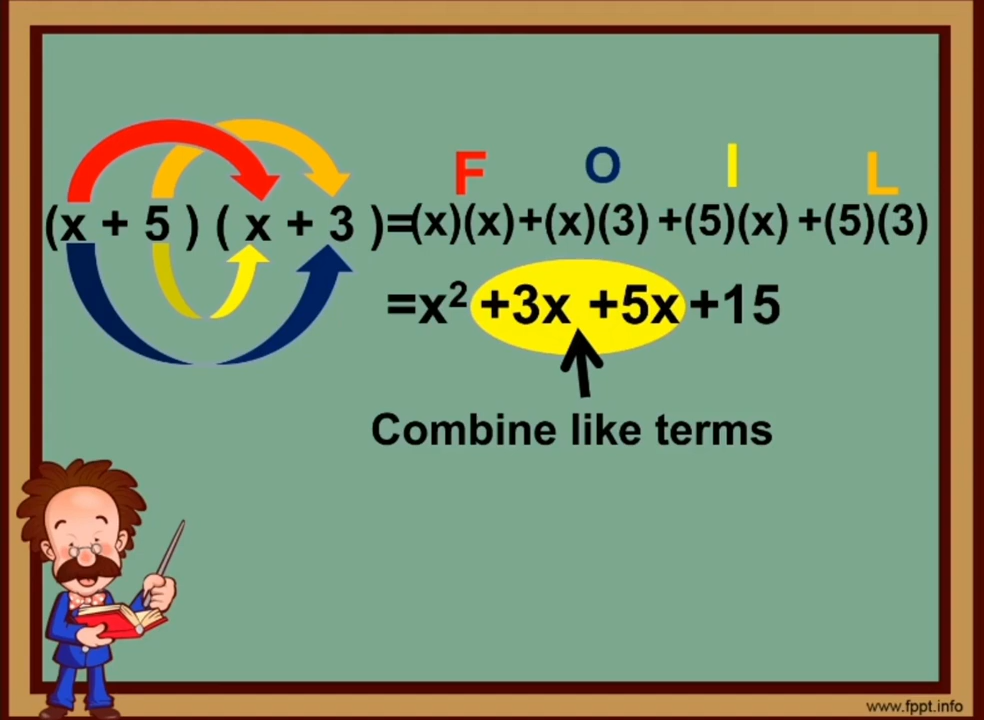 F O I L
(x + 5 ) ( x + 3 )=(x)(x)+(x)(3) +(5)(x) +(5)(3)
=x² +3x +5x +15
Combine like terms
www.fppt.info